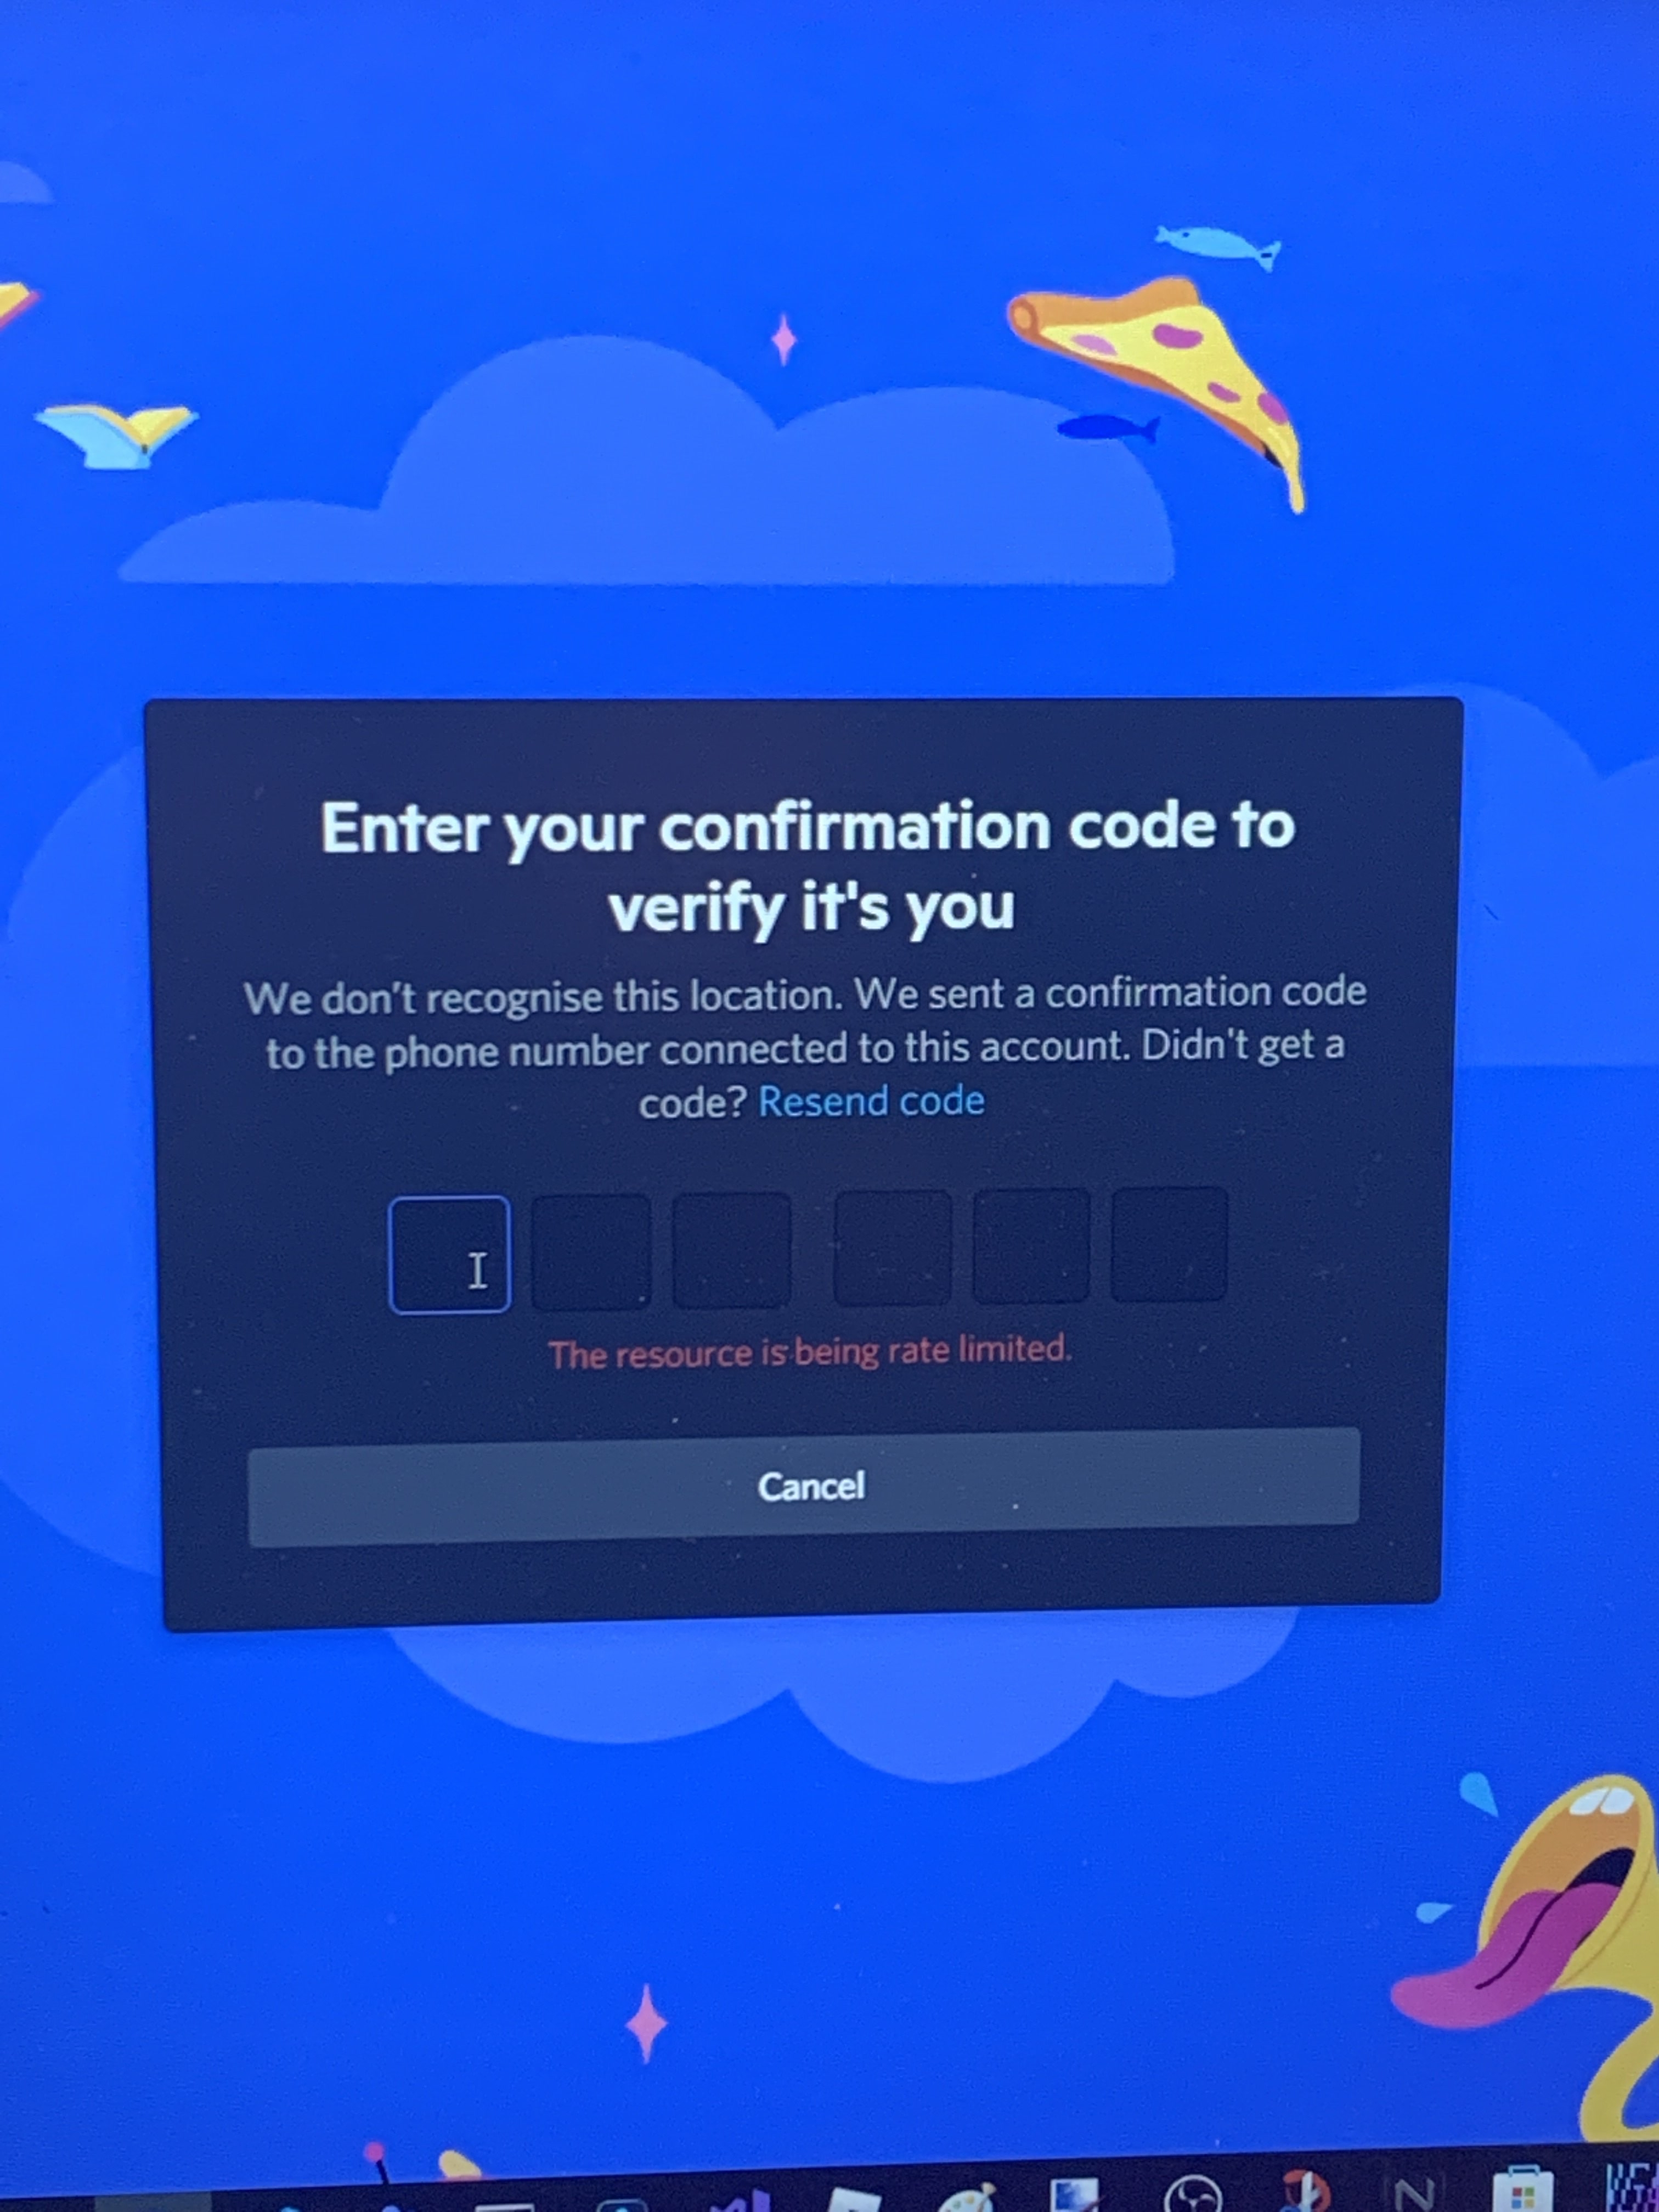 Enter your confirmation code to
verify it's you
We don't recognise this location. We sent a confirmation code
to the phone number connected to this account. Didn't get a
code? Resend code
The resource is being rate limited.
Cancel